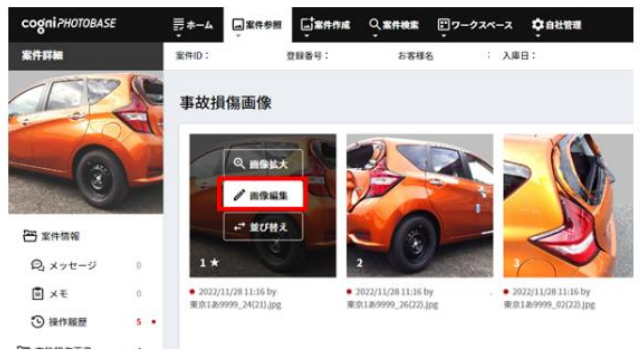 cogni PHOTOBASE
ホーム 案件参照 案件作成 案件検索 ワークスペース 自社管理
案件詳細
案件ID： 登録番号： お客様名 : 入庫日：
事故損傷画像
画像拡大
画像編集
並び替え
1 ★ 2 3
案件情報
メッセージ 0
メモ 0
操作履歴 5
2022/11/28 11:16 by
東京1あ9999_24(21).jpg
2022/11/28 11:16 by
東京1あ9999_26(22).jpg
2022/11/28 11:16 by
東京1あ9999_02(22).jpg